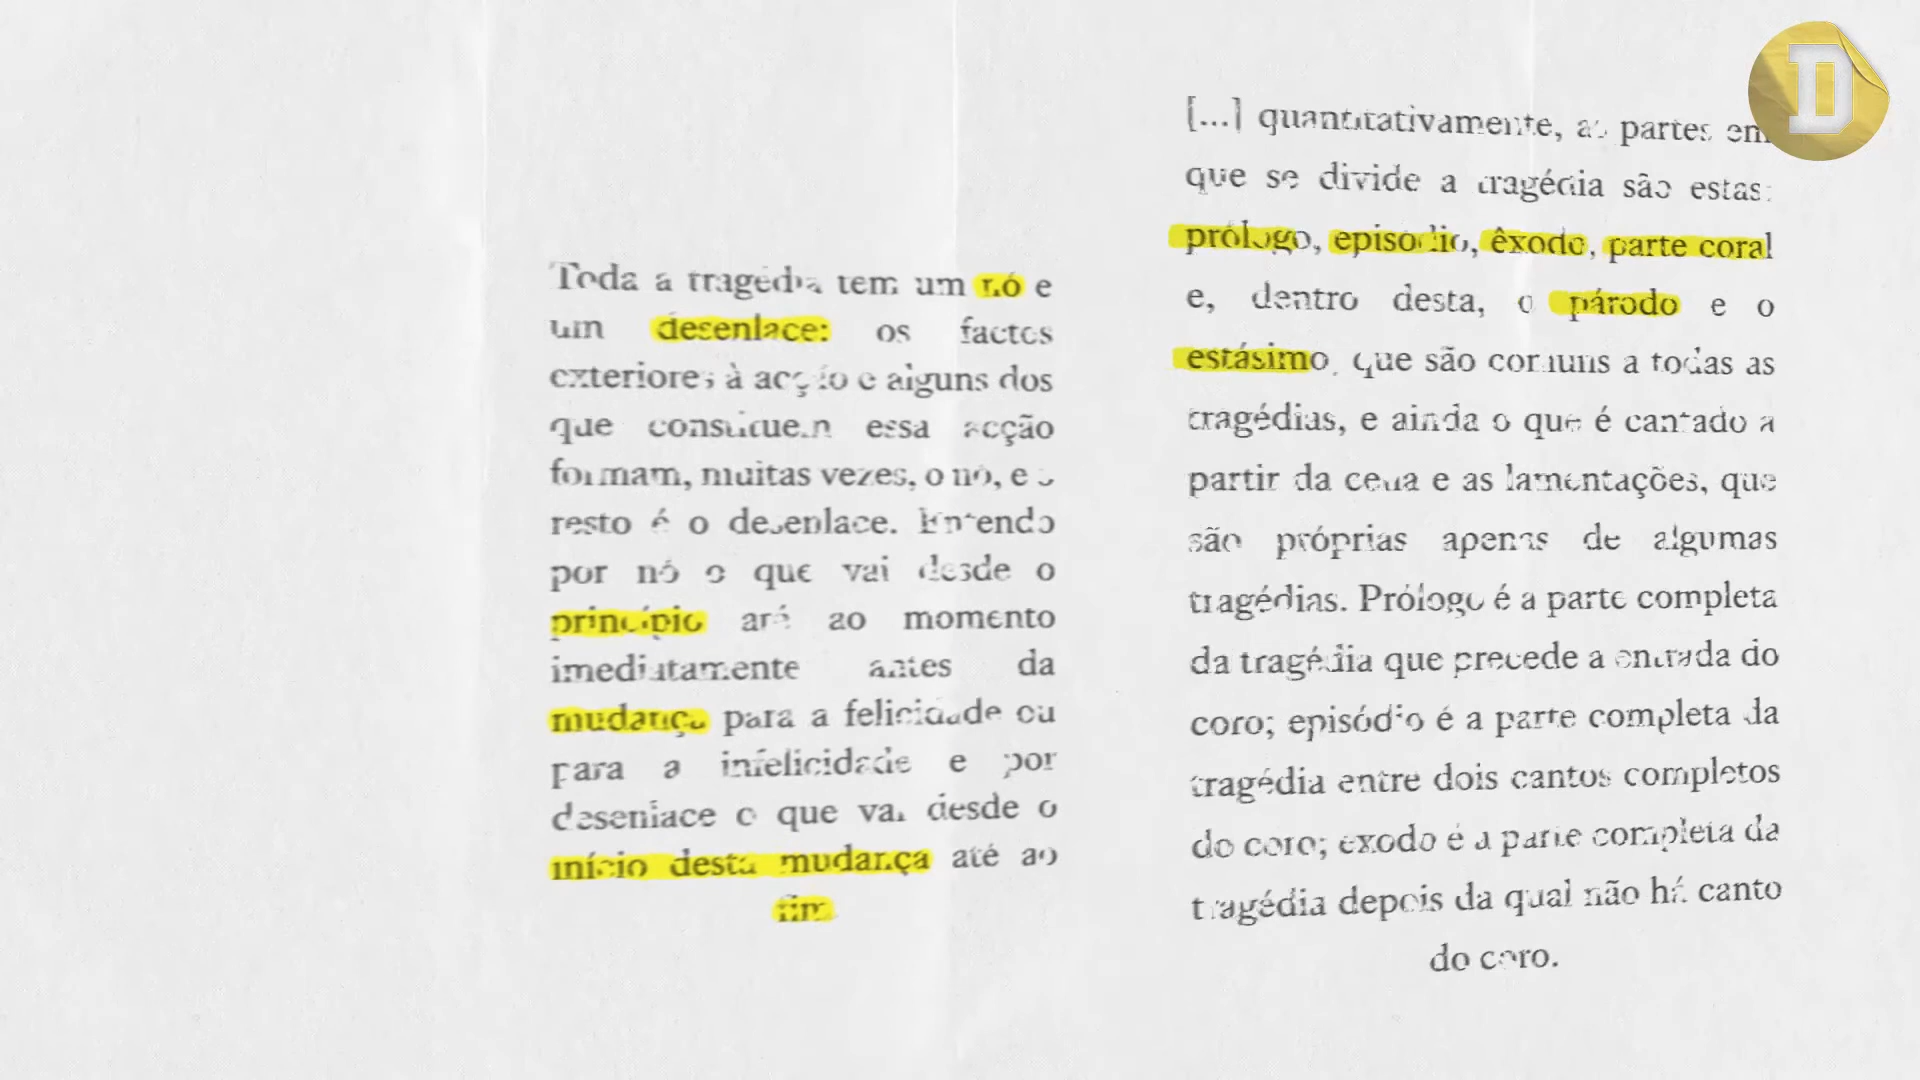 Toda a tragédia tem um nó e
um desenlace: os factos
exteriores à acção e alguns dos
que constituem essa acção
formam, muitas vezes, o nó, e o
resto é o desenlace. Entendo
por nó o que vai desde o
princípio até ao momento
imediatamente antes da
mudança para a felicidade ou
para a infelicidade e por
desenlace o que vai desde o
início desta mudança até ao
fim
[...] quantitativamente, as partes em
que se divide a tragédia são estas:
prólogo, episódio, êxodo, parte coral
e, dentro desta, o párodo e o
estásimo, que são comuns a todas as
tragédias, e ainda o que é cantado a
partir da cena e as lamentações, que
são próprias apenas de algumas
tragédias. Prólogo é a parte completa
da tragédia que precede a entrada do
coro; episódio é a parte completa da
tragédia entre dois cantos completos
do coro; êxodo é a parte completa da
tragédia depois da qual não há canto
do coro.
D